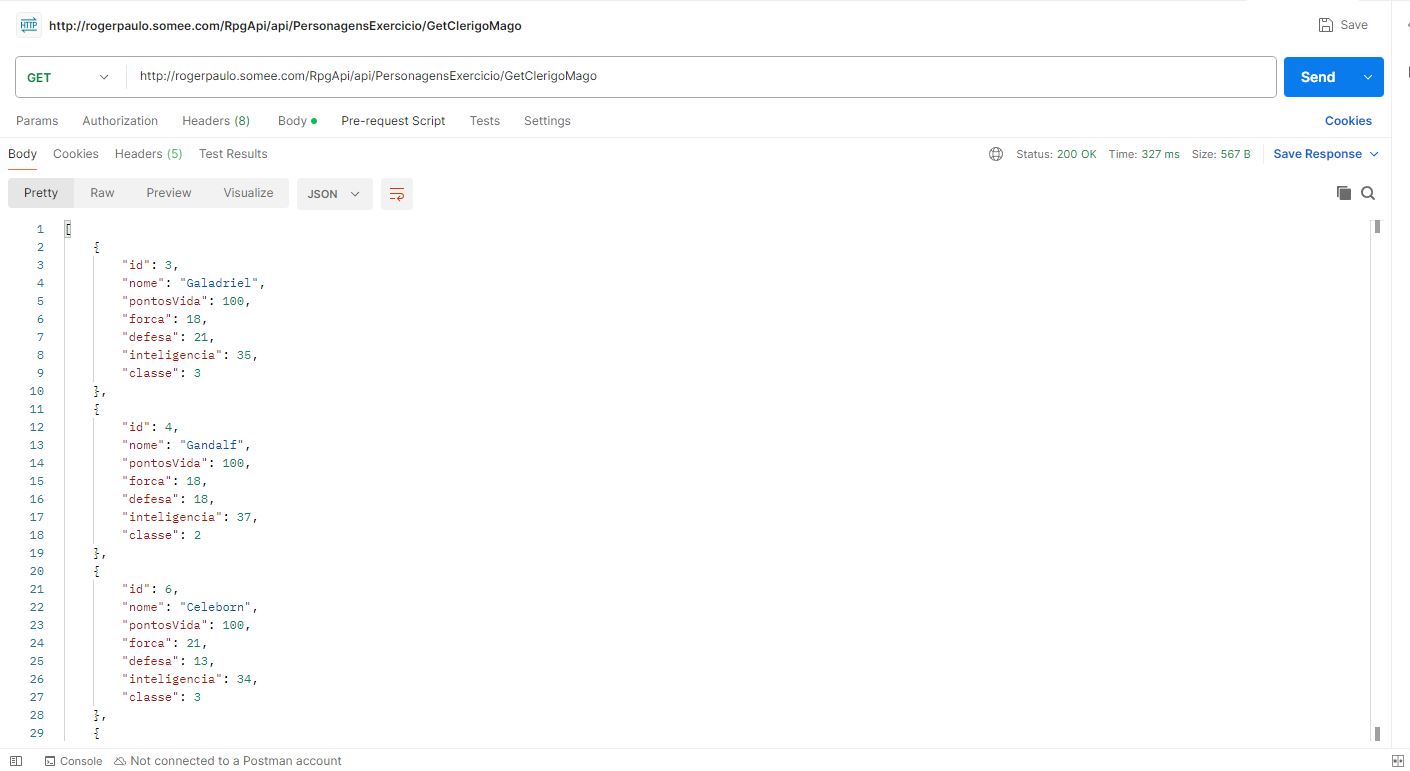 HTTP http://rogerpaulo.somee.com/RpgApi/api/PersonagensExercicio/GetClerigoMago Save
GET http://rogerpaulo.somee.com/RpgApi/api/PersonagensExercicio/GetClerigoMago Send
Params Authorization Headers (8) Body Pre-request Script Tests Settings Cookies
Body Cookies Headers (5) Test Results Status: 200 OK Time: 327 ms Size: 567 B Save Response
Pretty Raw Preview Visualize JSON
1 [
2 {
3 "id": 3,
4 "nome": "Galadriel",
5 "pontosVida": 100,
6 "forca": 18,
7 "defesa": 21,
8 "inteligencia": 35,
9 "classe": 3
10 },
11 {
12 "id": 4,
13 "nome": "Gandalf",
14 "pontosVida": 100,
15 "forca": 18,
16 "defesa": 18,
17 "inteligencia": 37,
18 "classe": 2
19 },
20 {
21 "id": 6,
22 "nome": "Celeborn",
23 "pontosVida": 100,
24 "forca": 21,
25 "defesa": 13,
26 "inteligencia": 34,
27 "classe": 3
28 },
29 {
Console Not connected to a Postman account